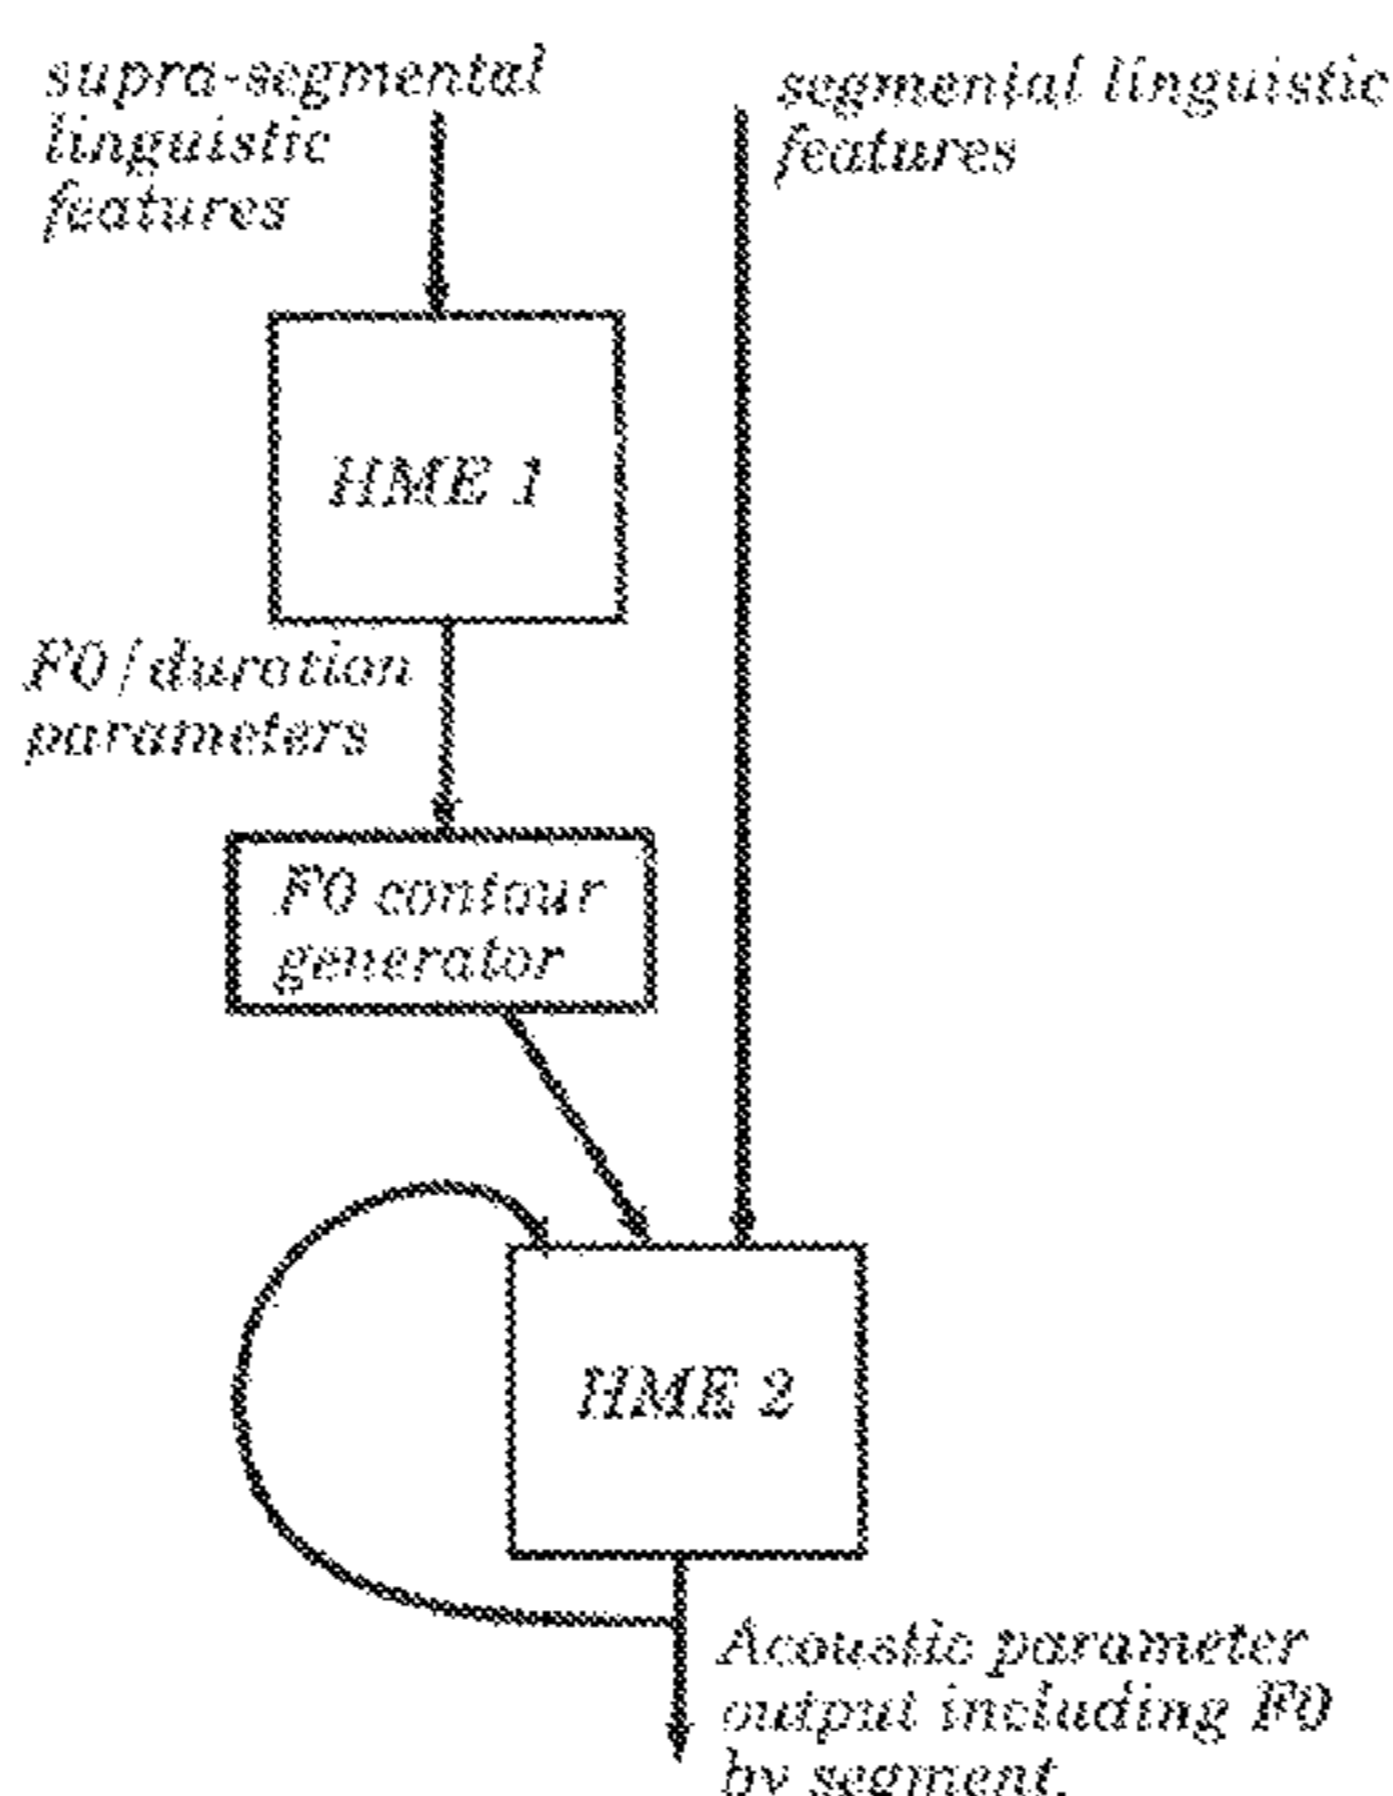 supra-segmental
linguistic
features
segmental linguistic
features
HME 1
F0/duration
parameters
F0 contour
generator
HME 2
Acoustic parameter
output including F0
by segment.